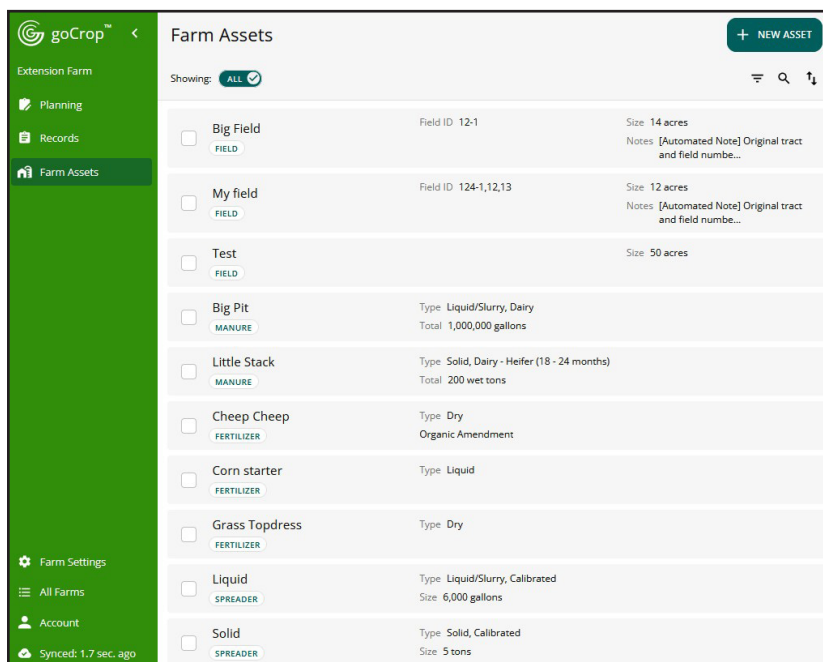 goCrop™
Extension Farm
Planning
Records
Farm Assets
Farm Settings
All Farms
Account
Synced: 1.7 sec. ago
Farm Assets
+ NEW ASSET
Showing: ALL
Big Field
FIELD
Field ID 12-1
Size 14 acres
Notes [Automated Note] Original tract
and field numbe...
My field
FIELD
Field ID 124-1,12,13
Size 12 acres
Notes [Automated Note] Original tract
and field numbe...
Test
FIELD
Size 50 acres
Big Pit
MANURE
Type Liquid/Slurry, Dairy
Total 1,000,000 gallons
Little Stack
MANURE
Type Solid, Dairy - Heifer (18 - 24 months)
Total 200 wet tons
Cheep Cheep
FERTILIZER
Type Dry
Organic Amendment
Corn starter
FERTILIZER
Type Liquid
Grass Topdress
FERTILIZER
Type Dry
Liquid
SPREADER
Type Liquid/Slurry, Calibrated
Size 6,000 gallons
Solid
SPREADER
Type Solid, Calibrated
Size 5 tons